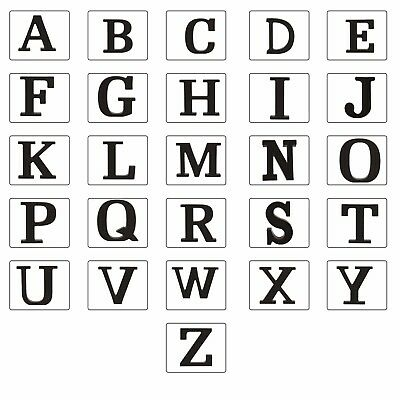 A B C D E
F G H I J
K L M N O
P Q R S T
U V W X Y
Z